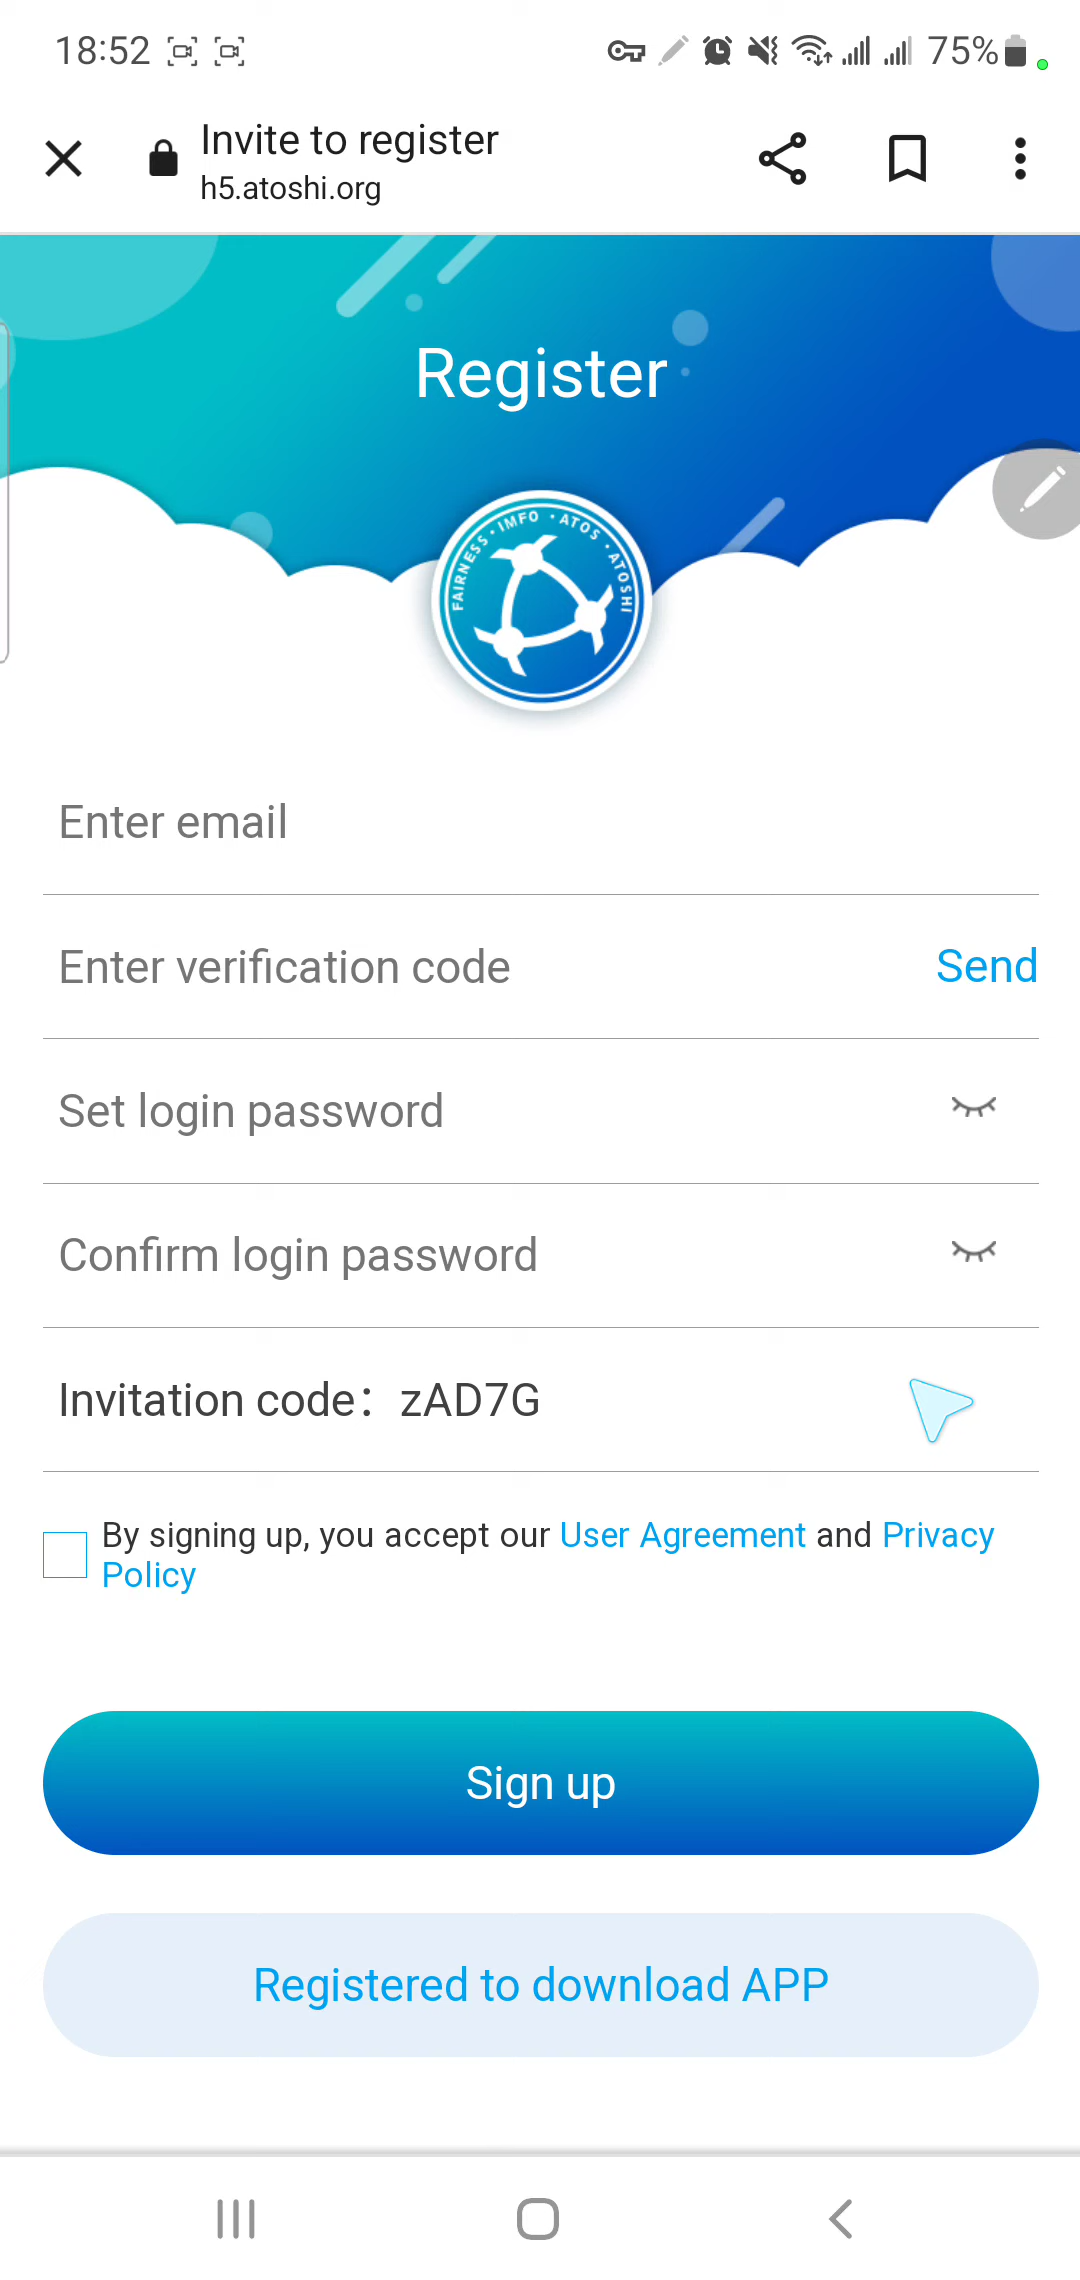 18:52
75%
Invite to register
h5.atoshi.org
Register
FAIRNESS · IMFO · ATOS · ATOSHI
Enter email
Enter verification code Send
Set login password
Confirm login password
Invitation code: zAD7G
By signing up, you accept our User Agreement and Privacy
Policy
Sign up
Registered to download APP